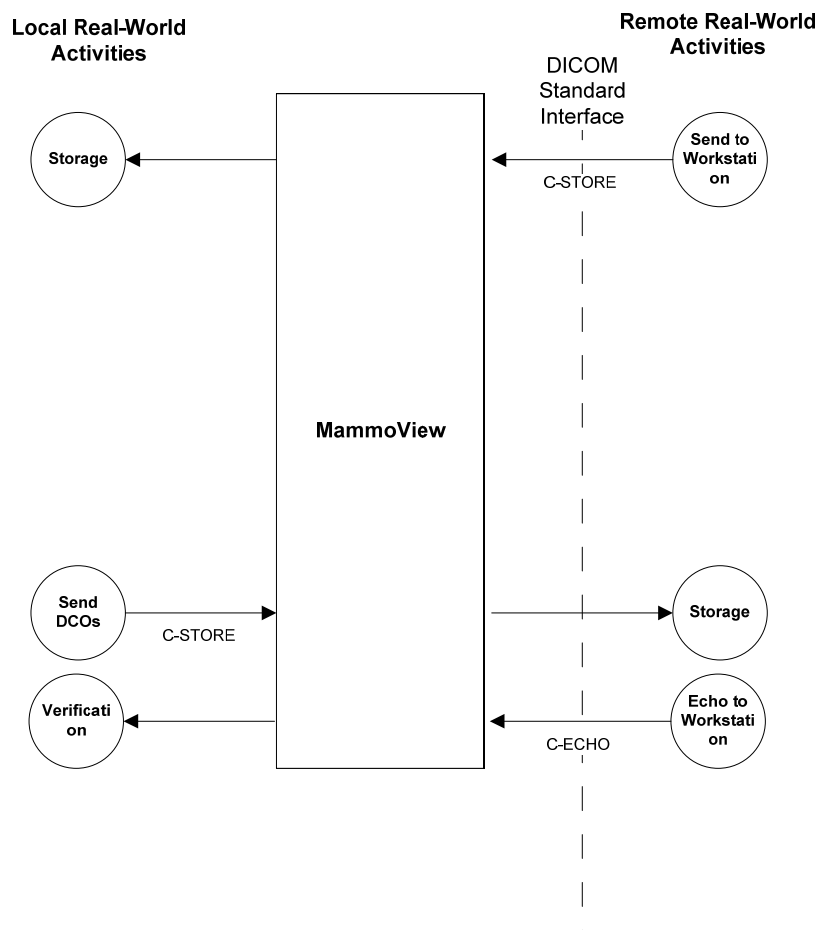 Local Real-World
Activities
Remote Real-World
Activities
DICOM
Standard
Interface
Storage
Send to
Workstati
on
C-STORE
MammoView
Send
DCOs
C-STORE
Storage
Verificati
on
Echo to
Workstati
on
C-ECHO